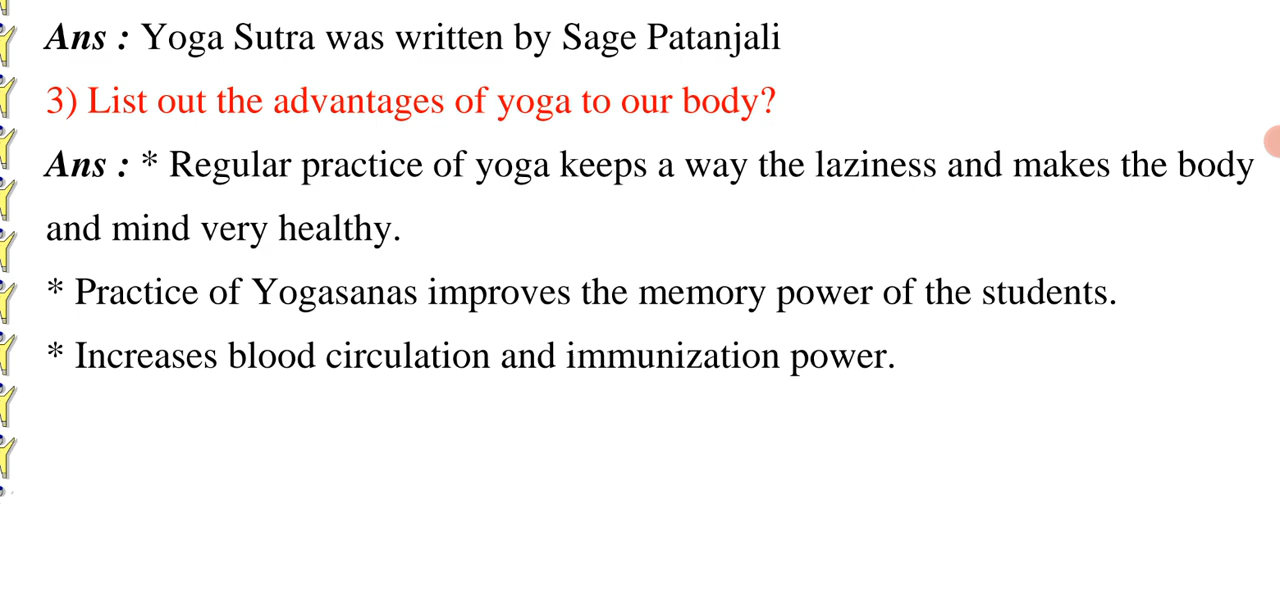 Ans : Yoga Sutra was written by Sage Patanjali
3) List out the advantages of yoga to our body?
Ans : * Regular practice of yoga keeps a way the laziness and makes the body
and mind very healthy.
* Practice of Yogasanas improves the memory power of the students.
* Increases blood circulation and immunization power.